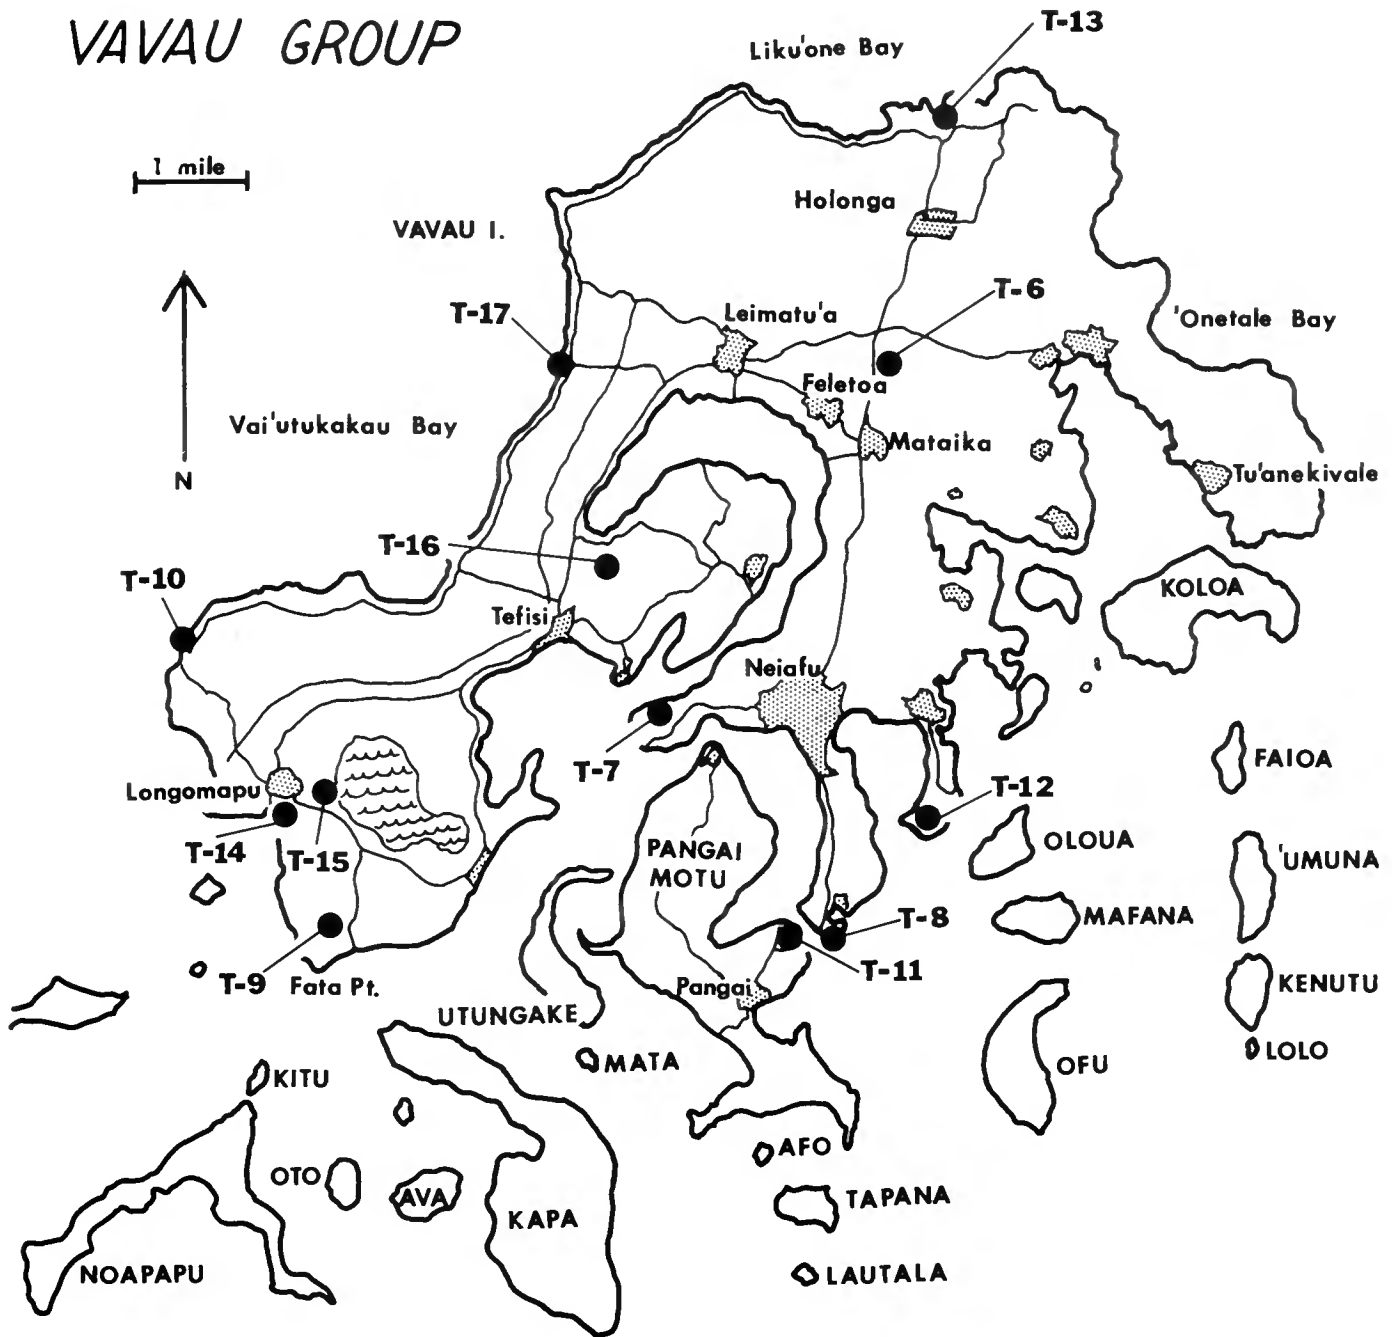 VAVAU GROUP
Liku'one Bay
T-13
1 mile
Holonga
VAVAU I.
T-6
T-17
Leimatu'a
'Onetale Bay
Feletoa
Vai'utukakau Bay
Mataika
Tu'anekivale
N
T-16
T-10
KOLOA
Tefisi
Neiafu
FAIOA
T-7
Longomapu
T-12
OLOUA
T-14
T-15
PANGAI
MOTU
'UMUNA
MAFANA
T-8
T-11
T-9
Fata Pt.
Pangai
KENUTU
UTUNGAKE
LOLO
MATA
OFU
KITU
AFO
OTO
AVA
TAPANA
KAPA
NOAPAPU
LAUTALA